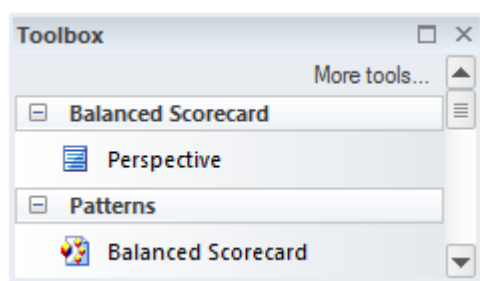 Toolbox
More tools...
Balanced Scorecard
Perspective
Patterns
Balanced Scorecard